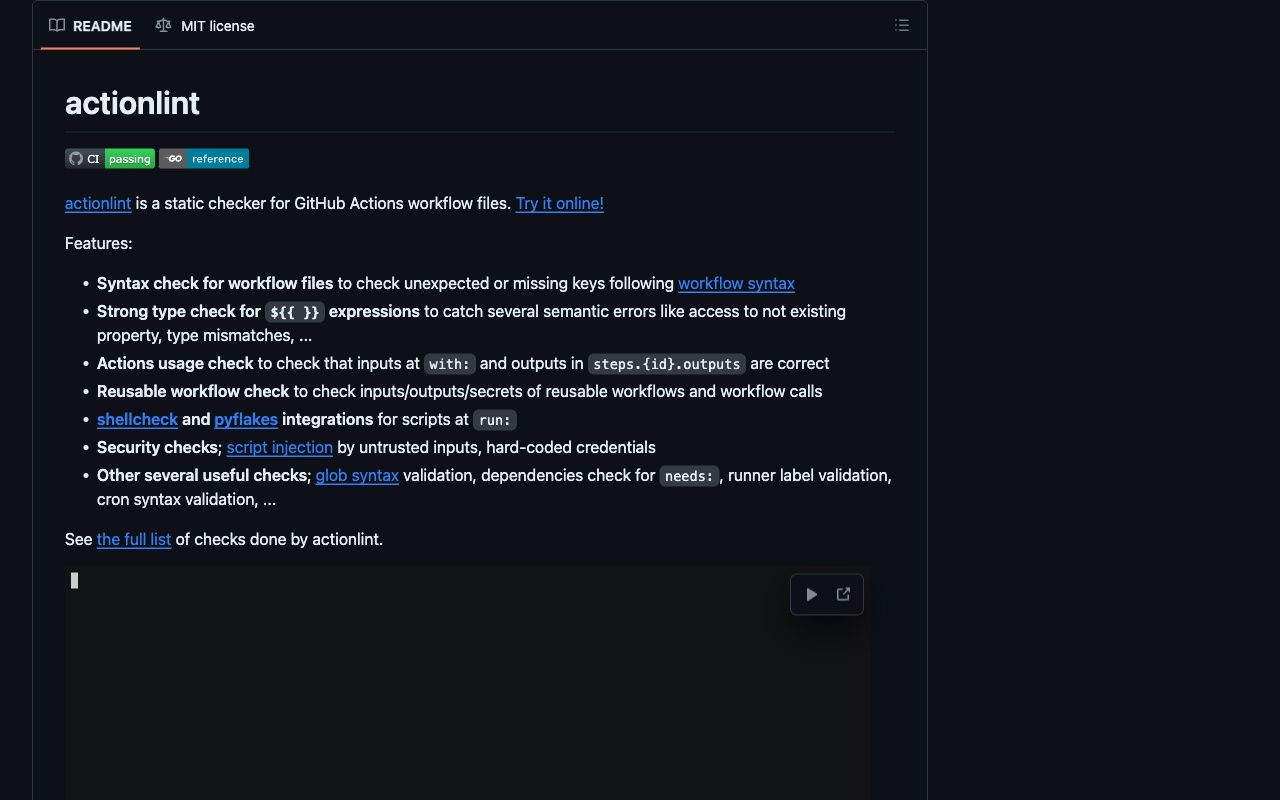 README MIT license
actionlint
CI passing GO reference
actionlint is a static checker for GitHub Actions workflow files. Try it online!
Features:
• Syntax check for workflow files to check unexpected or missing keys following workflow syntax
• Strong type check for ${{ }} expressions to catch several semantic errors like access to not existing
property, type mismatches, ...
• Actions usage check to check that inputs at with: and outputs in steps.{id}.outputs are correct
• Reusable workflow check to check inputs/outputs/secrets of reusable workflows and workflow calls
• shellcheck and pyflakes integrations for scripts at run:
• Security checks; script injection by untrusted inputs, hard-coded credentials
• Other several useful checks; glob syntax validation, dependencies check for needs:, runner label validation,
cron syntax validation, ...
See the full list of checks done by actionlint.